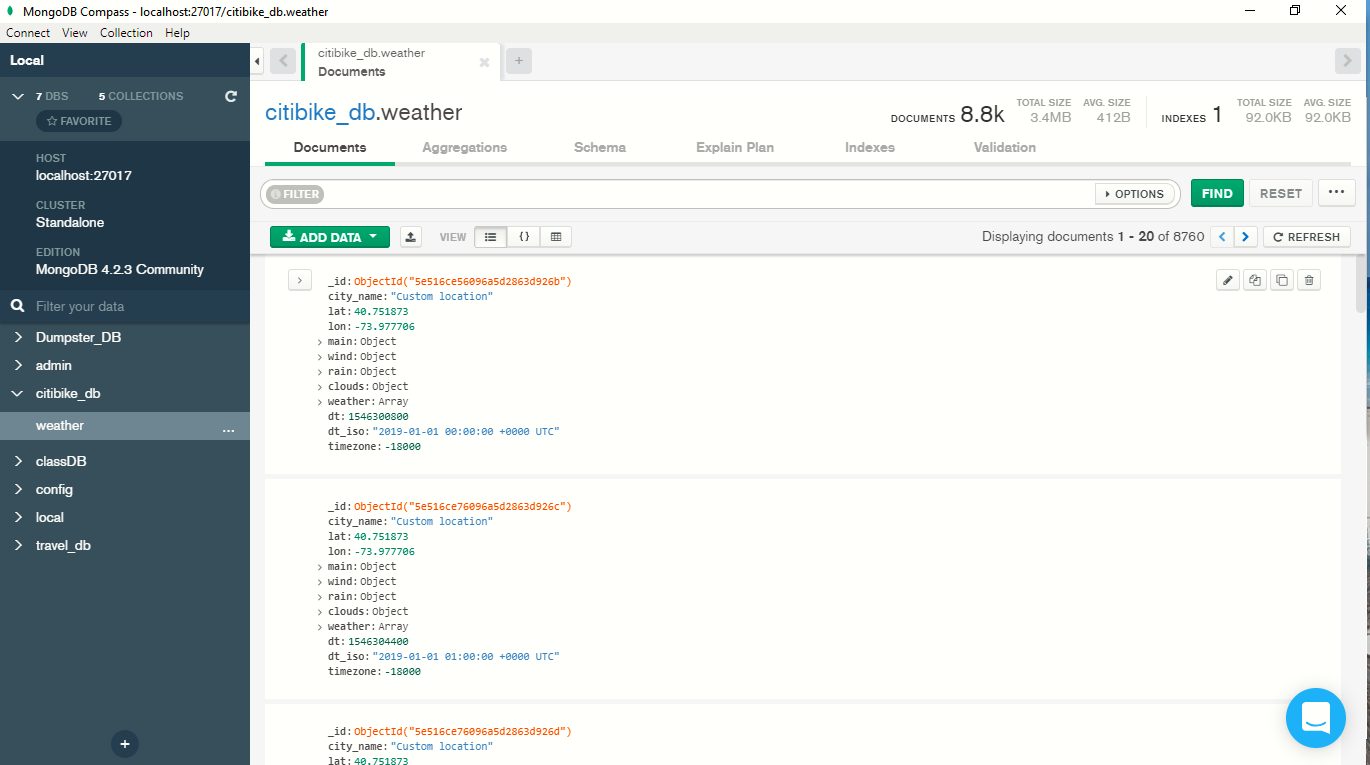 MongoDB Compass - localhost:27017/citibike_db.weather
Connect View Collection Help
Local
7 DBS 5 COLLECTIONS
FAVORITE
HOST
localhost:27017
CLUSTER
Standalone
EDITION
MongoDB 4.2.3 Community
Filter your data
Dumpster_DB
admin
citibike_db
weather ...
classDB
config
local
travel_db
+
citibike_db.weather
Documents
+
citibike_db.weather
DOCUMENTS 8.8k TOTAL SIZE 3.4MB AVG. SIZE 412B INDEXES 1 TOTAL SIZE 92.0KB AVG. SIZE 92.0KB
Documents Aggregations Schema Explain Plan Indexes Validation
FILTER OPTIONS FIND RESET ...
ADD DATA VIEW {} Displaying documents 1 - 20 of 8760 < > REFRESH
_id:ObjectId("5e516ce56096a5d2863d926b")
city_name:"Custom location"
lat:40.751873
lon:-73.977706
> main:Object
> wind:Object
> rain:Object
> clouds:Object
> weather:Array
dt:1546300800
dt_iso:"2019-01-01 00:00:00 +0000 UTC"
timezone:-18000
_id:ObjectId("5e516ce76096a5d2863d926c")
city_name:"Custom location"
lat:40.751873
lon:-73.977706
> main:Object
> wind:Object
> rain:Object
> clouds:Object
> weather:Array
dt:1546304400
dt_iso:"2019-01-01 01:00:00 +0000 UTC"
timezone:-18000
_id:ObjectId("5e516ce76096a5d2863d926d")
city_name:"Custom location"
lat:40.751873